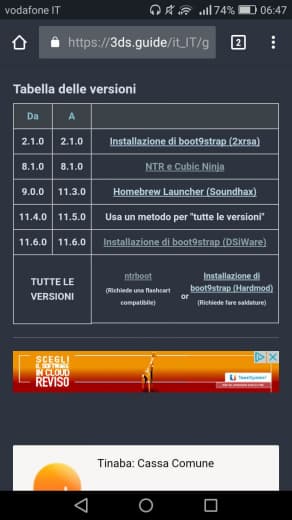 vodafone IT 74% 06:47
https://3ds.guide/it_IT/g 2
Tabella delle versioni
Da A
2.1.0 2.1.0 Installazione di boot9strap (2xrsa)
8.1.0 8.1.0 NTR e Cubic Ninja
9.0.0 11.3.0 Homebrew Launcher (Soundhax)
11.4.0 11.5.0 Usa un metodo per "tutte le versioni"
11.6.0 11.6.0 Installazione di boot9strap (DSiWare)
TUTTE LE
VERSIONI
ntrboot
(Richiede una flashcart
compatibile)
or
Installazione di
boot9strap (Hardmod)
(Richiede fare saldature)
SCEGLI
IL SOFTWARE
IN CLOUD
REVISO
TeamSystem
Tinaba: Cassa Comune